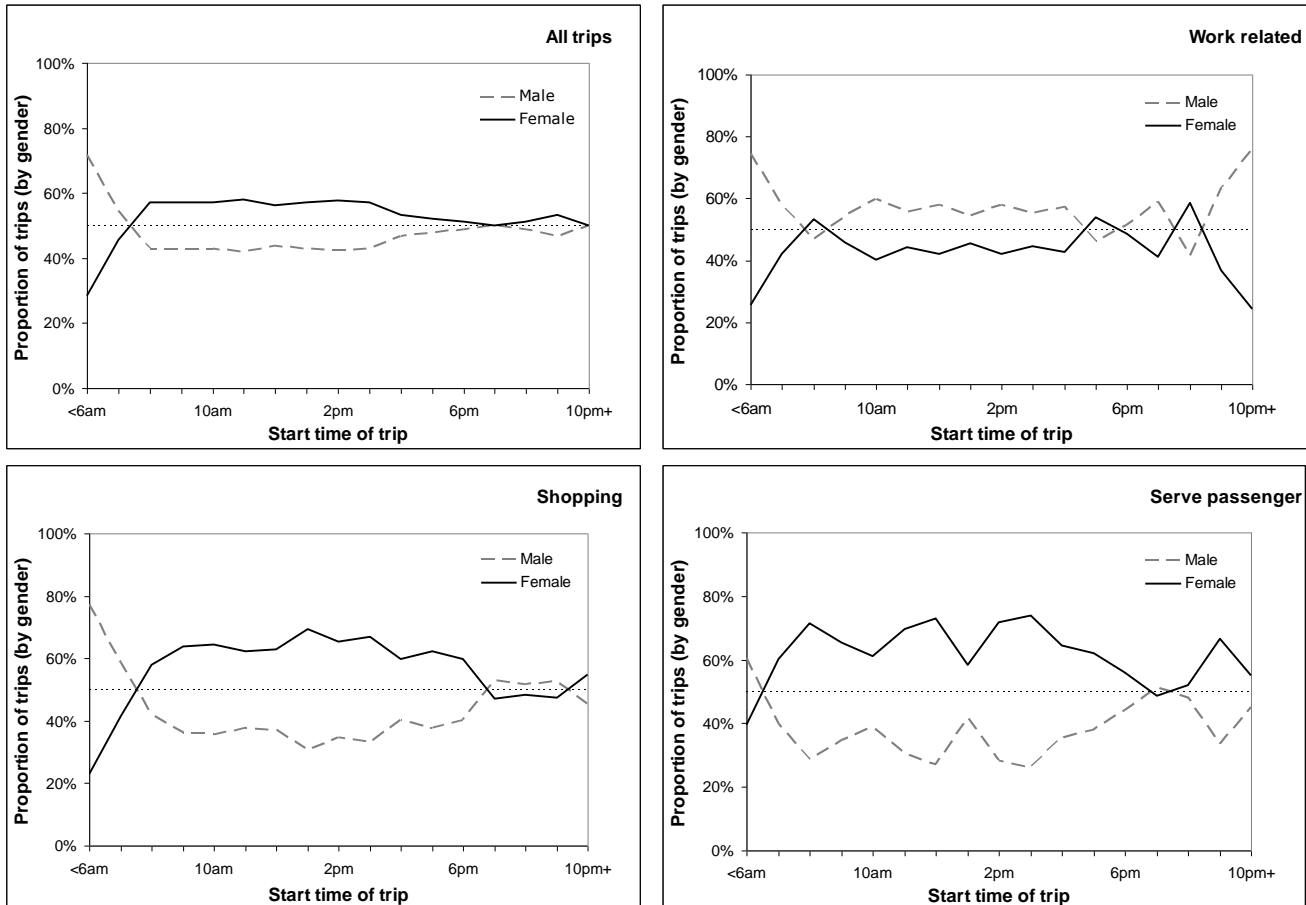 All trips
Proportion of trips (by gender)
100%
80%
60%
40%
20%
0%
Male
Female
<6am
10am
2pm
6pm
10pm+
Start time of trip
Work related
Proportion of trips (by gender)
100%
80%
60%
40%
20%
0%
Male
Female
<6am
10am
2pm
6pm
10pm+
Start time of trip
Shopping
Proportion of trips (by gender)
100%
80%
60%
40%
20%
0%
Male
Female
<6am
10am
2pm
6pm
10pm+
Start time of trip
Serve passenger
Proportion of trips (by gender)
100%
80%
60%
40%
20%
0%
Male
Female
<6am
10am
2pm
6pm
10pm+
Start time of trip